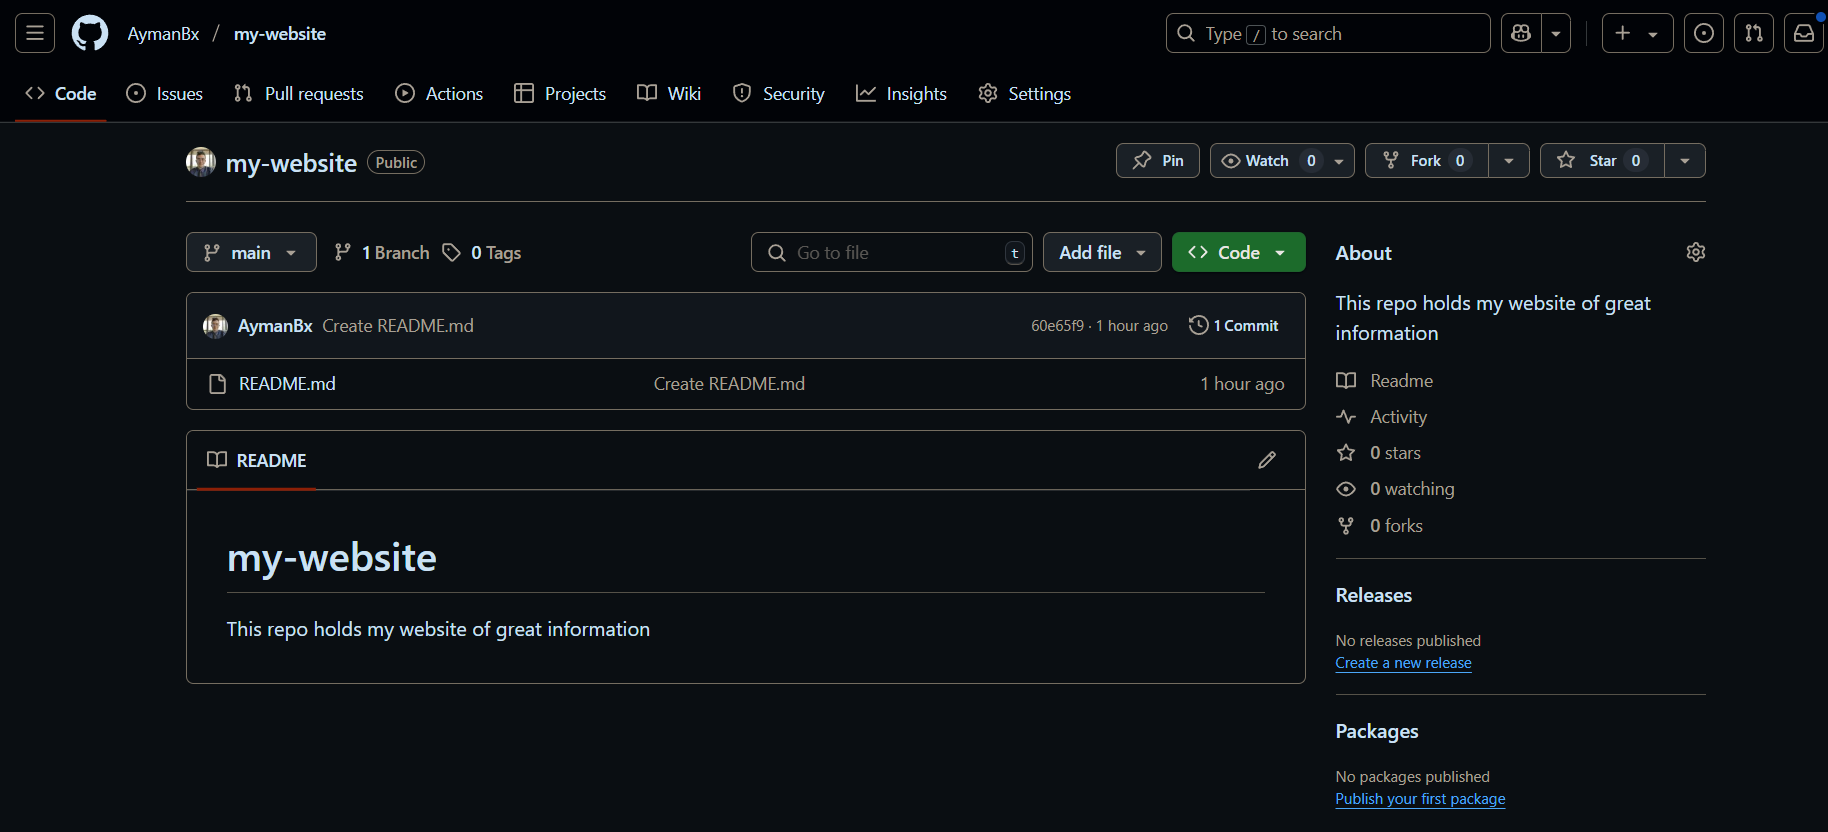 AymanBx / my-website
Type / to search
Code Issues Pull requests Actions Projects Wiki Security Insights Settings
my-website Public
Pin Watch 0 Fork 0 Star 0
main 1 Branch 0 Tags
Go to file t Add file Code
AymanBx Create README.md 60e65f9 · 1 hour ago 1 Commit
README.md Create README.md 1 hour ago
README
my-website
This repo holds my website of great information
About
This repo holds my website of great
information
Readme
Activity
0 stars
0 watching
0 forks
Releases
No releases published
Create a new release
Packages
No packages published
Publish your first package